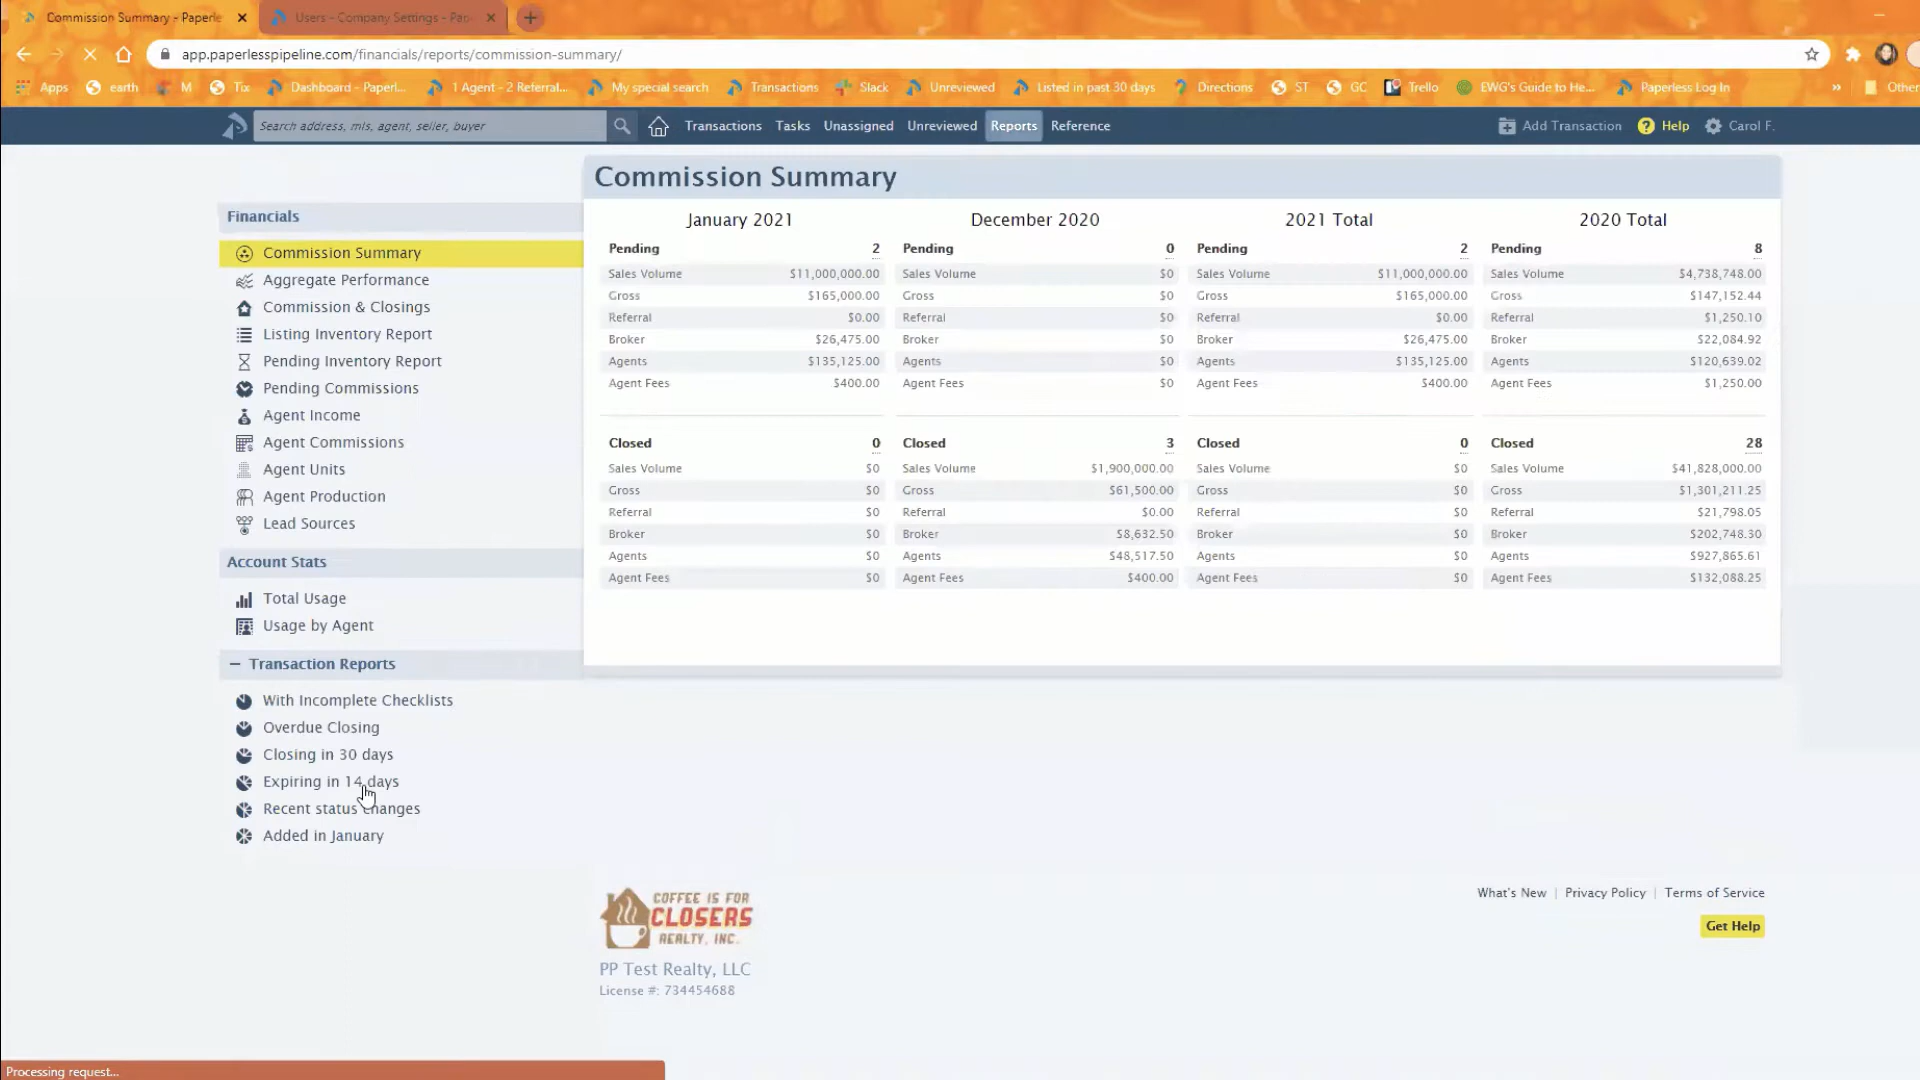 Commission Summary - Paperle
Users - Company Settings - Pap
app.paperlesspipeline.com/financials/reports/commission-summary/
Apps
earth
M
Tix
Dashboard - Paperl...
1 Agent - 2 Referral...
My special search
Transactions
Slack
Unreviewed
Listed in past 30 days
Directions
ST
GC
Trello
EWG's Guide to He...
Paperless Log In
»
Other
Search address, mls, agent, seller, buyer
Transactions
Tasks
Unassigned
Unreviewed
Reports
Reference
Add Transaction
Help
Carol F.
Financials
Commission Summary
Aggregate Performance
Commission & Closings
Listing Inventory Report
Pending Inventory Report
Pending Commissions
Agent Income
Agent Commissions
Agent Units
Agent Production
Lead Sources
Account Stats
Total Usage
Usage by Agent
Transaction Reports
With Incomplete Checklists
Overdue Closing
Closing in 30 days
Expiring in 14 days
Recent status changes
Added in January
Commission Summary
January 2021
Pending 2
Sales Volume $11,000,000.00
Gross $165,000.00
Referral $0.00
Broker $26,475.00
Agents $135,125.00
Agent Fees $400.00
Closed 0
Sales Volume $0
Gross $0
Referral $0
Broker $0
Agents $0
Agent Fees $0
December 2020
Pending 0
Sales Volume $0
Gross $0
Referral $0
Broker $0
Agents $0
Agent Fees $0
Closed 3
Sales Volume $1,900,000.00
Gross $61,500.00
Referral $0.00
Broker $8,632.50
Agents $48,517.50
Agent Fees $400.00
2021 Total
Pending 2
Sales Volume $11,000,000.00
Gross $165,000.00
Referral $0.00
Broker $26,475.00
Agents $135,125.00
Agent Fees $400.00
Closed 0
Sales Volume $0
Gross $0
Referral $0
Broker $0
Agents $0
Agent Fees $0
2020 Total
Pending 8
Sales Volume $4,738,748.00
Gross $147,152.44
Referral $1,250.10
Broker $22,084.92
Agents $120,639.02
Agent Fees $1,250.00
Closed 28
Sales Volume $41,828,000.00
Gross $1,301,211.25
Referral $21,798.05
Broker $202,748.30
Agents $927,865.61
Agent Fees $132,088.25
COFFEE IS FOR
CLOSERS
REALTY, INC.
PP Test Realty, LLC
License #: 734454688
What's New | Privacy Policy | Terms of Service
Get Help
Processing request...